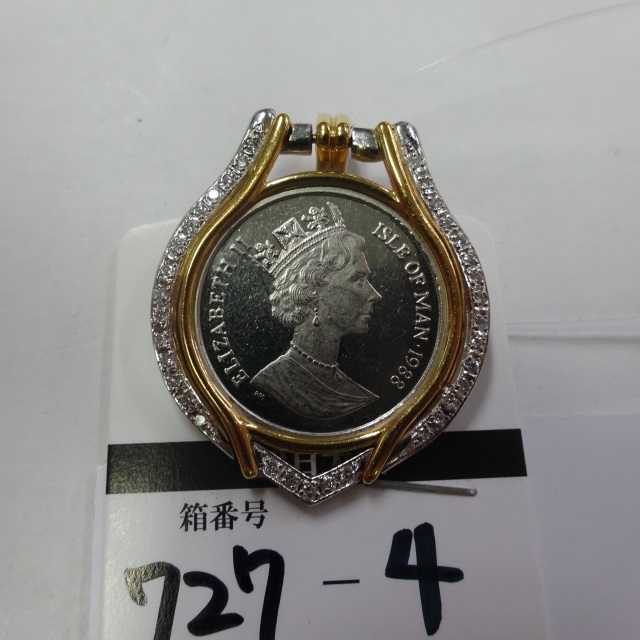 ELIZABETH II
ISLE OF MAN · 1988
箱番号
727-4